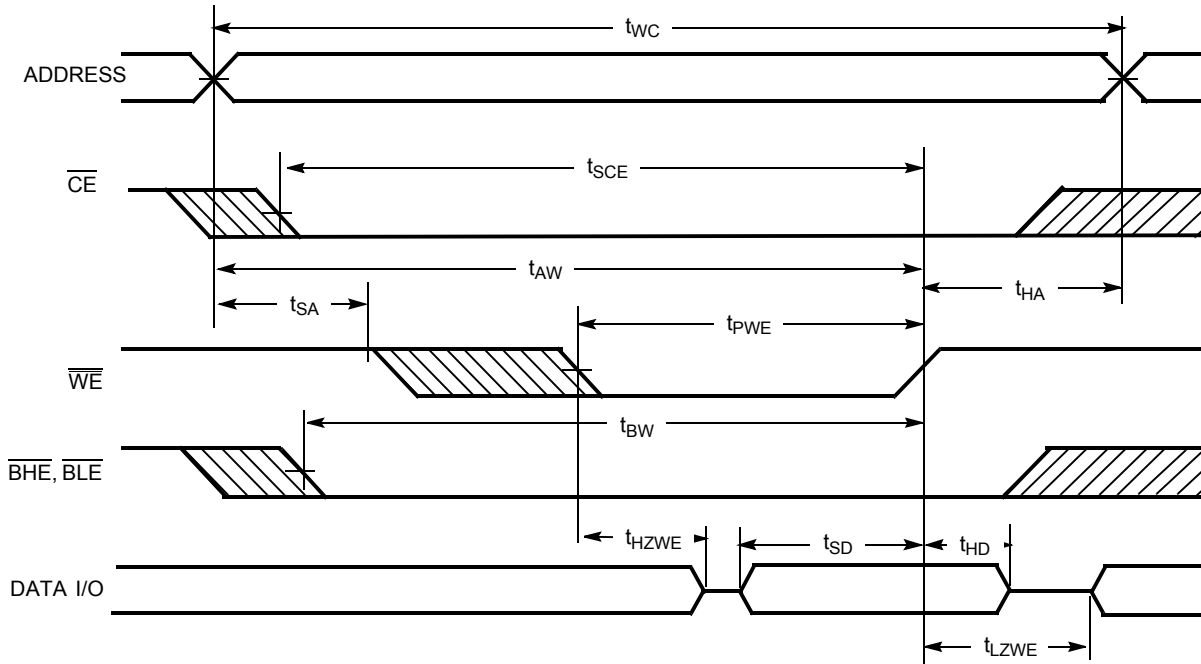 tWC
ADDRESS
tSCE
CE
tAW
tSA
tHA
tPWE
WE
tBW
BHE, BLE
tHZWE
tSD
tHD
DATA I/O
tLZWE